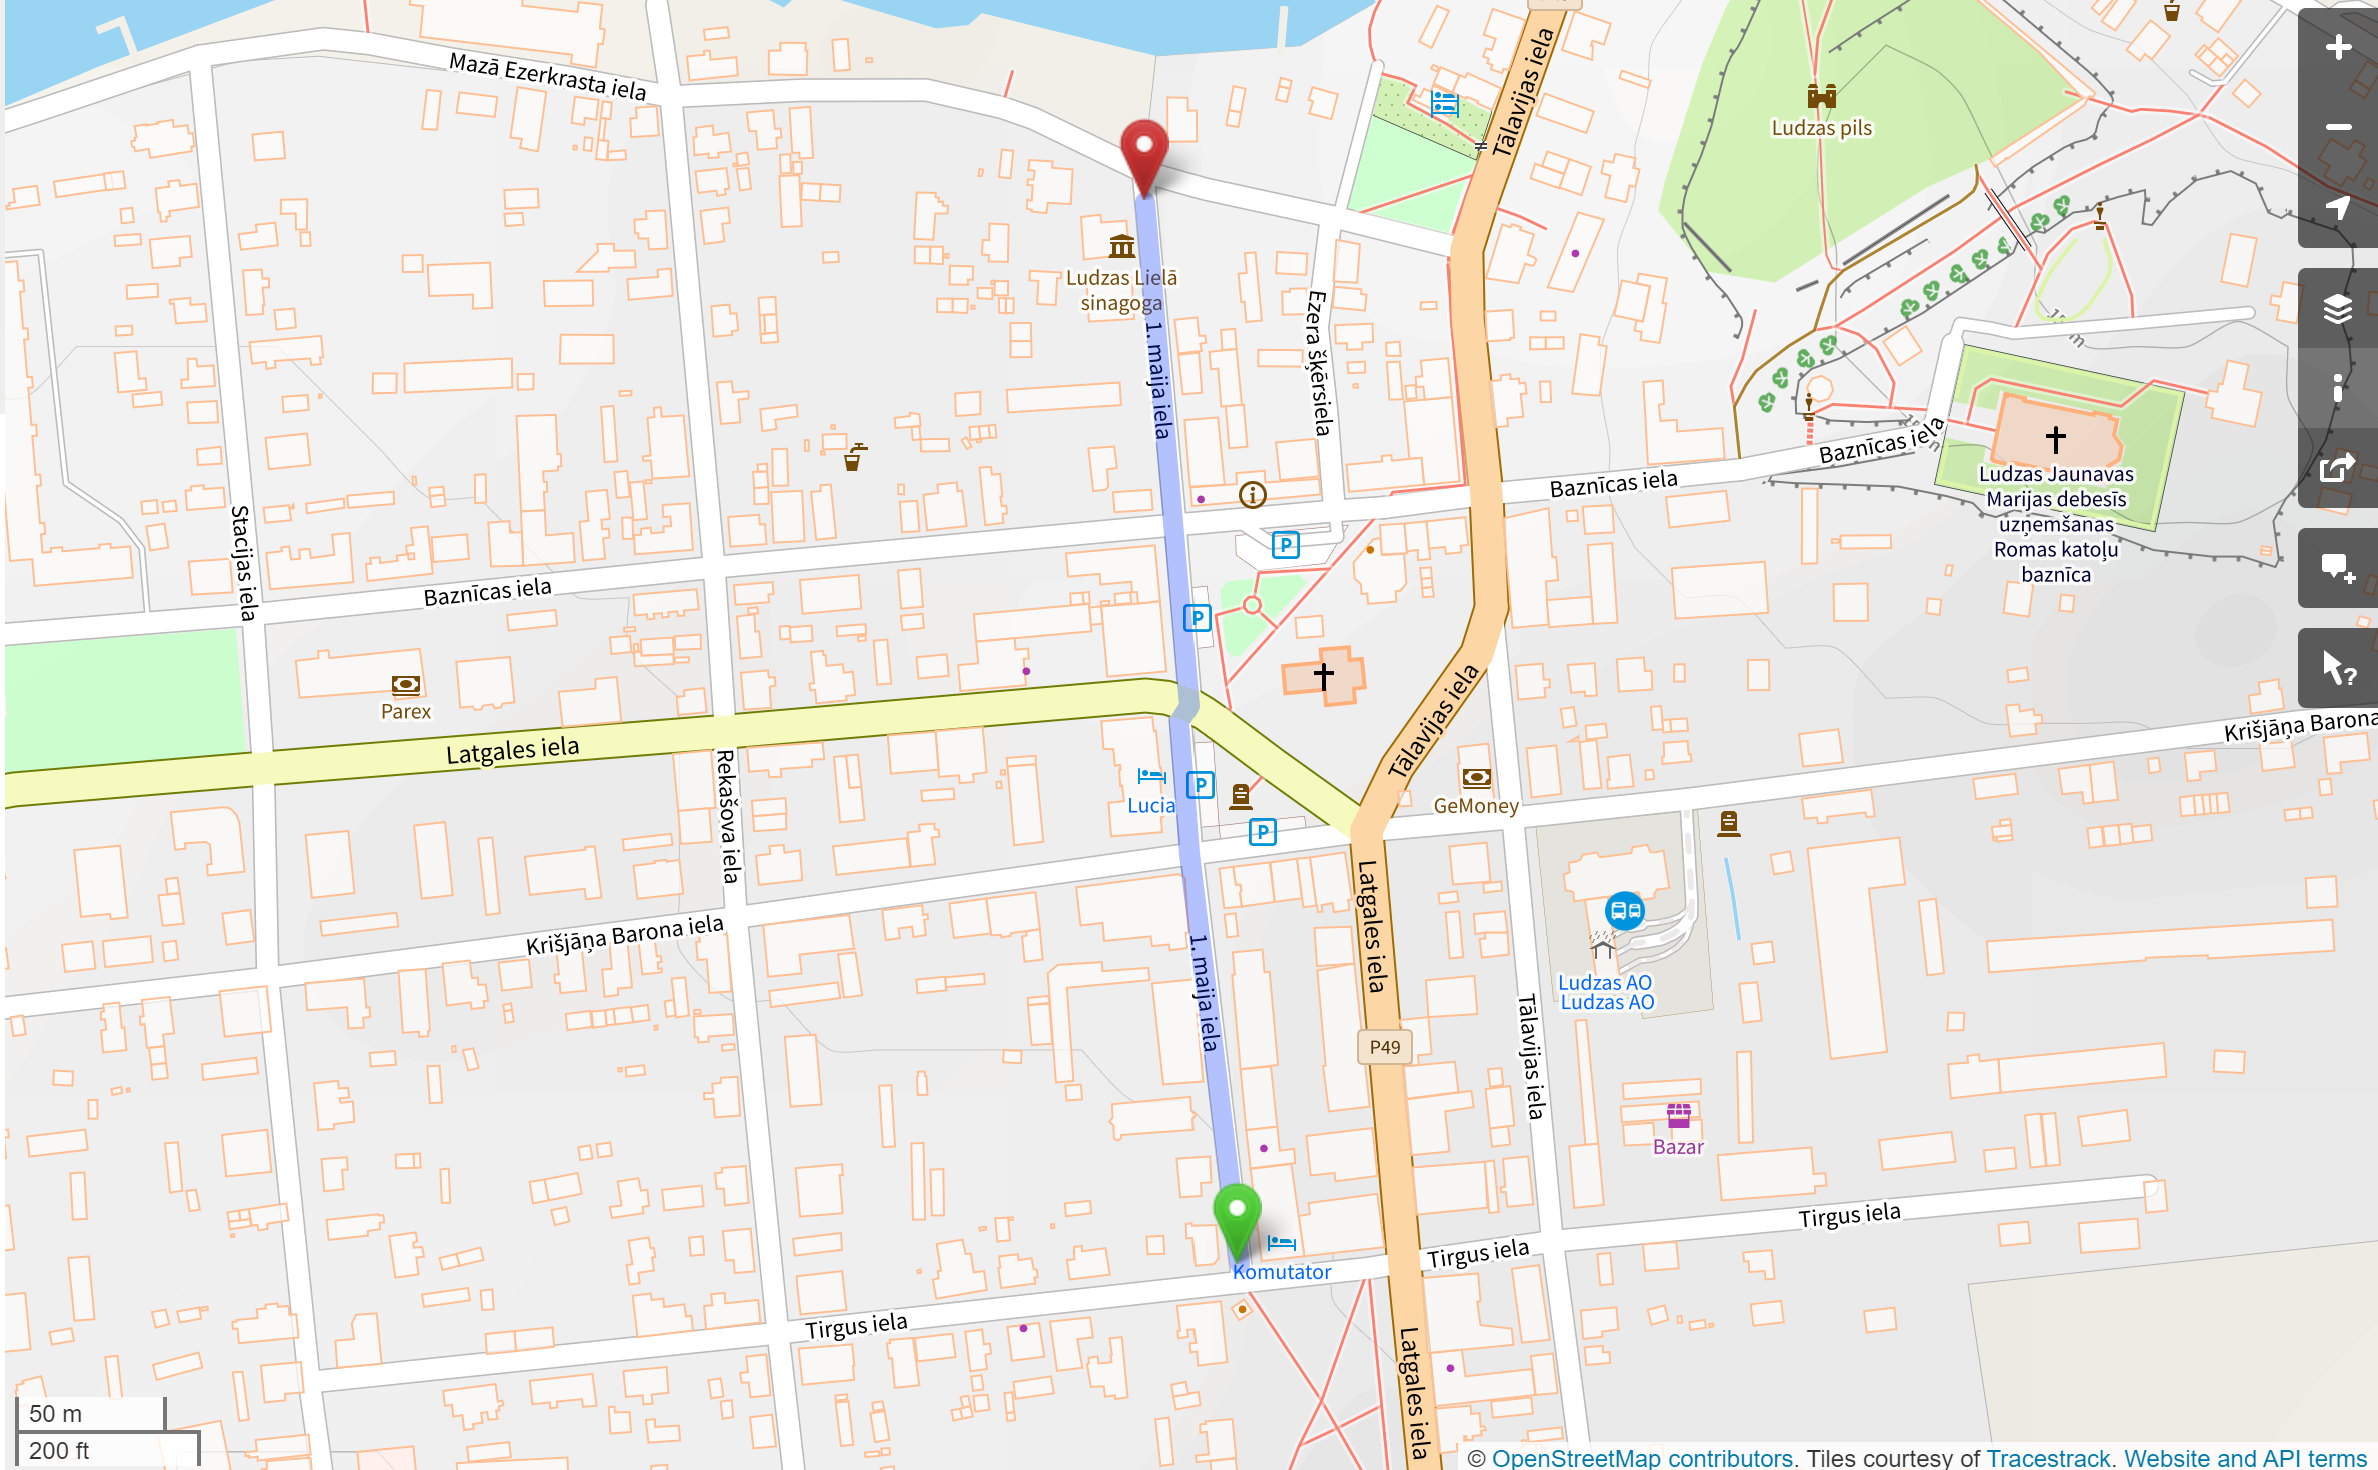 Mazā Ezerkrasta iela
Tālavijas iela
Ludzas pils
Ludzas Lielā
sinagoga
1. maija iela
Ezera šķērsiela
Stacijas iela
Baznīcas iela
Baznīcas iela
Baznīcas iela
Ludzas Jaunavas
Marijas debesīs
uzņemšanas
Romas katoļu
baznīca
P
P
Parex
Latgales iela
Rekašova iela
Tālavijas iela
Krišjāņa Barona
Lucia
P
P
GeMoney
Krišjāņa Barona iela
1. maija iela
Latgales iela
P49
Tālavijas iela
Ludzas AO
Ludzas AO
Bazar
Tirgus iela
Tirgus iela
Komutator
Tirgus iela
Latgales iela
50 m
200 ft
© OpenStreetMap contributors. Tiles courtesy of Tracestrack. Website and API terms